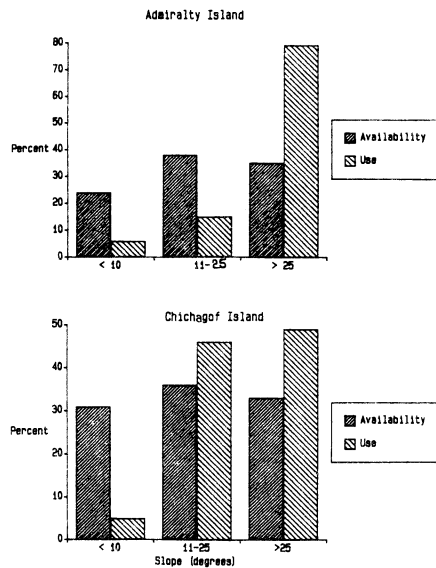 Admiralty Island
80
70
60
50
Percent
40
30
20
10
0
< 10
11-25
> 25
Availability
Use
Chichagof Island
50
40
30
Percent
20
10
0
< 10
11-25
>25
Slope (degrees)
Availability
Use